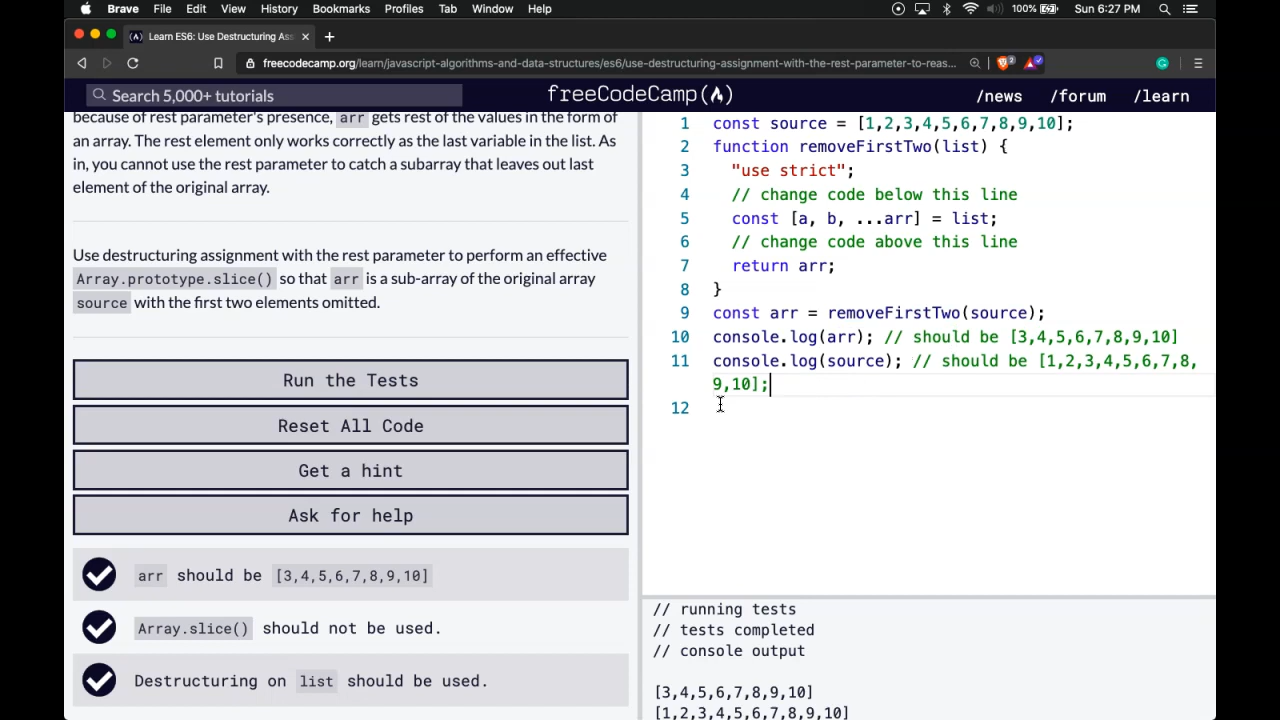 Brave File Edit View History Bookmarks Profiles Tab Window Help 100% Sun 6:27 PM
Learn ES6: Use Destructuring Ass
freecodecamp.org/learn/javascript-algorithms-and-data-structures/es6/use-destructuring-assignment-with-the-rest-parameter-to-reas...
Search 5,000+ tutorials
freeCodeCamp
/news /forum /learn
because of rest parameter's presence, arr gets rest of the values in the form of
an array. The rest element only works correctly as the last variable in the list. As
in, you cannot use the rest parameter to catch a subarray that leaves out last
element of the original array.
Use destructuring assignment with the rest parameter to perform an effective
Array.prototype.slice() so that arr is a sub-array of the original array
source with the first two elements omitted.
Run the Tests
Reset All Code
Get a hint
Ask for help
arr should be [3,4,5,6,7,8,9,10]
Array.slice() should not be used.
Destructuring on list should be used.
1 const source = [1,2,3,4,5,6,7,8,9,10];
2 function removeFirstTwo(list) {
3 "use strict";
4 // change code below this line
5 const [a, b, ...arr] = list;
6 // change code above this line
7 return arr;
8 }
9 const arr = removeFirstTwo(source);
10 console.log(arr); // should be [3,4,5,6,7,8,9,10]
11 console.log(source); // should be [1,2,3,4,5,6,7,8,
9,10];
12
// running tests
// tests completed
// console output
[3,4,5,6,7,8,9,10]
[1,2,3,4,5,6,7,8,9,10]